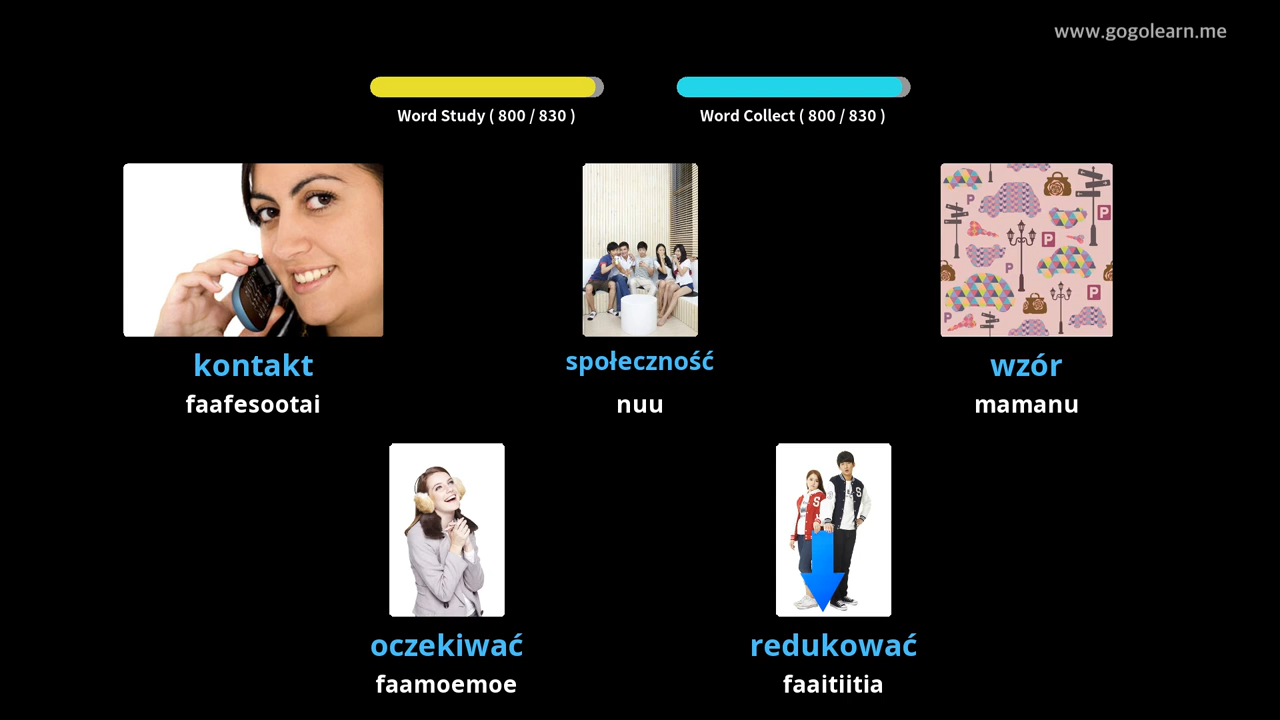 www.gogolearn.me
Word Study ( 800 / 830 )
Word Collect ( 800 / 830 )
kontakt
faafesootai
społeczność
nuu
wzór
mamanu
oczekiwać
faamoemoe
redukować
faaitiitia